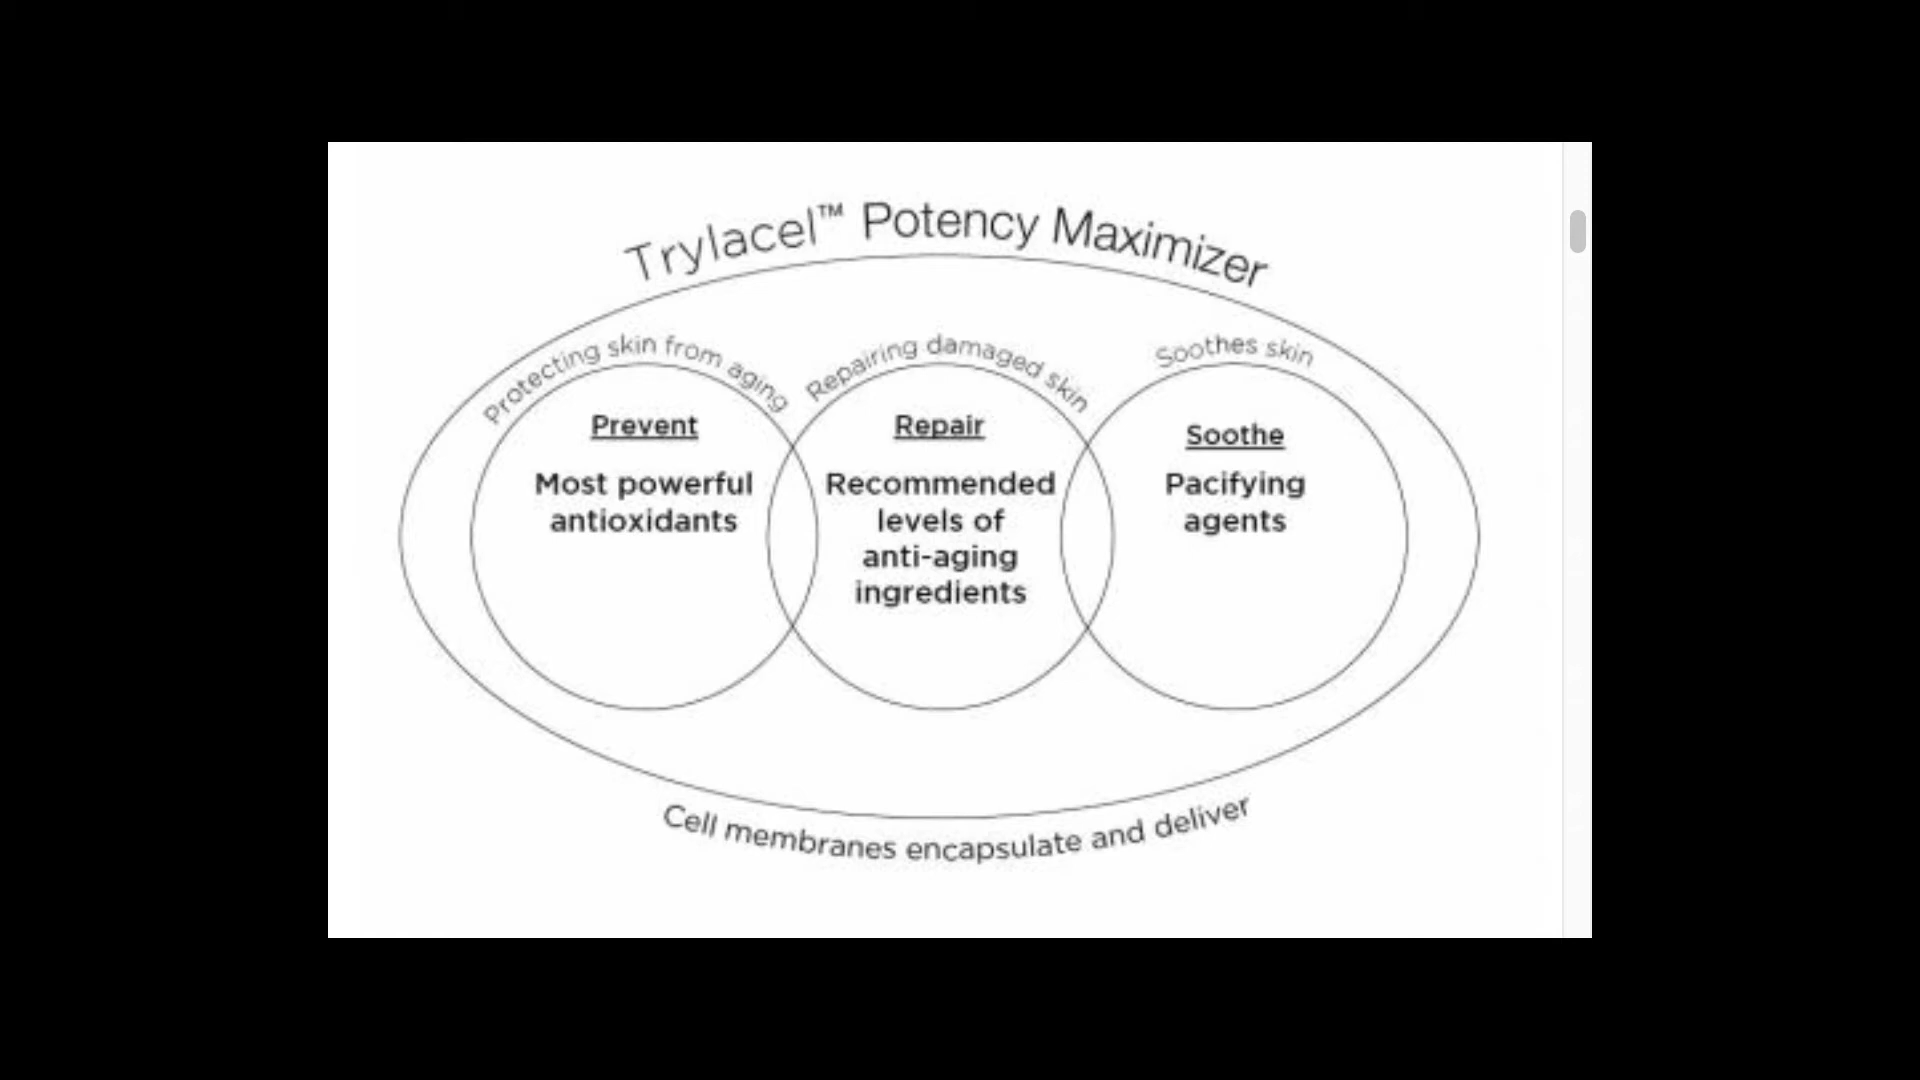 Trylacel™ Potency Maximizer
Protecting skin from aging
Repairing damaged skin
Soothes skin
Prevent
Most powerful
antioxidants
Repair
Recommended
levels of
anti-aging
ingredients
Soothe
Pacifying
agents
Cell membranes encapsulate and deliver